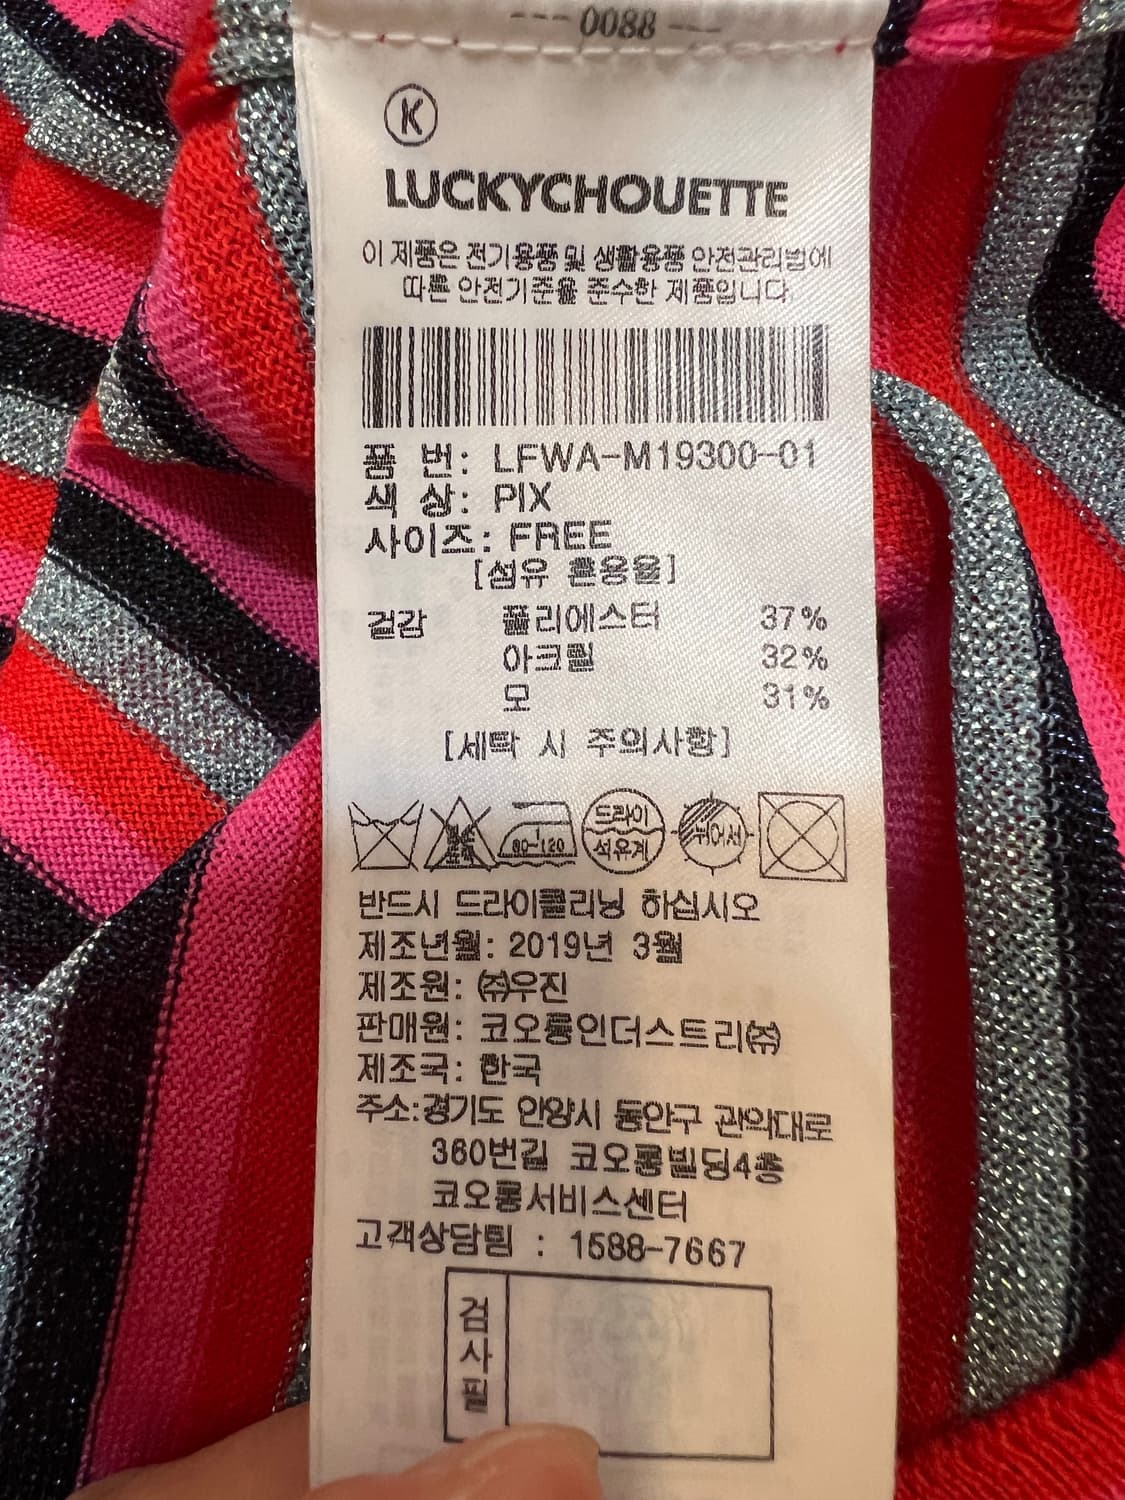 --- 0088 ---
K
LUCKYCHOUETTE
이 제품은 전기용품 및 생활용품 안전관리법에
따른 안전기준을 준수한 제품입니다
품 번: LFWA-M19300-01
색 상: PIX
사이즈: FREE
[섬유 혼용율]
겉감 폴리에스터 37%
아크릴 32%
모 31%
[세탁 시 주의사항]
1 80-120 드라이 석유계 뉘어서
반드시 드라이클리닝 하십시오
제조년월: 2019년 3월
제조원: ㈜우진
판매원: 코오롱인더스트리㈜
제조국: 한국
주소:경기도 안양시 동안구 관악대로
360번길 코오롱빌딩4층
코오롱서비스센터
고객상담팀 : 1588-7667
검사필